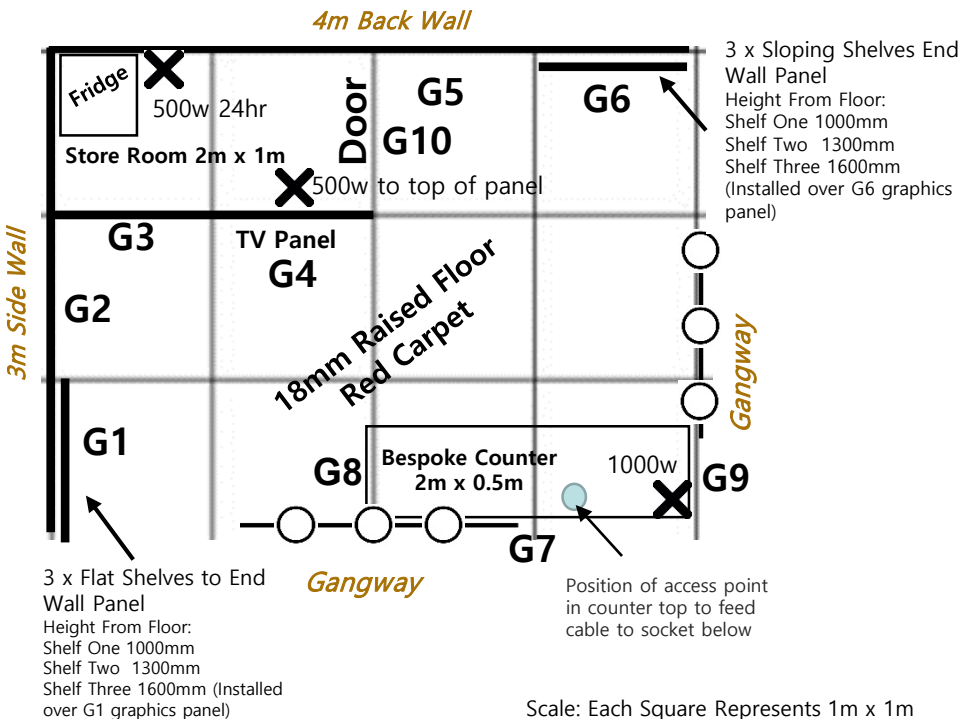 4m Back Wall
3 x Sloping Shelves End
Wall Panel
Height From Floor:
Shelf One 1000mm
Shelf Two 1300mm
Shelf Three 1600mm
(Installed over G6 graphics
panel)
Fridge
500w 24hr
Store Room 2m x 1m
Door
G5
G10
G6
500w to top of panel
3m Side Wall
G3
TV Panel
G4
G2
18mm Raised Floor
Red Carpet
Gangway
G1
G8
Bespoke Counter
2m x 0.5m
1000w
G9
G7
Gangway
3 x Flat Shelves to End
Wall Panel
Height From Floor:
Shelf One 1000mm
Shelf Two 1300mm
Shelf Three 1600mm (Installed
over G1 graphics panel)
Position of access point
in counter top to feed
cable to socket below
Scale: Each Square Represents 1m x 1m